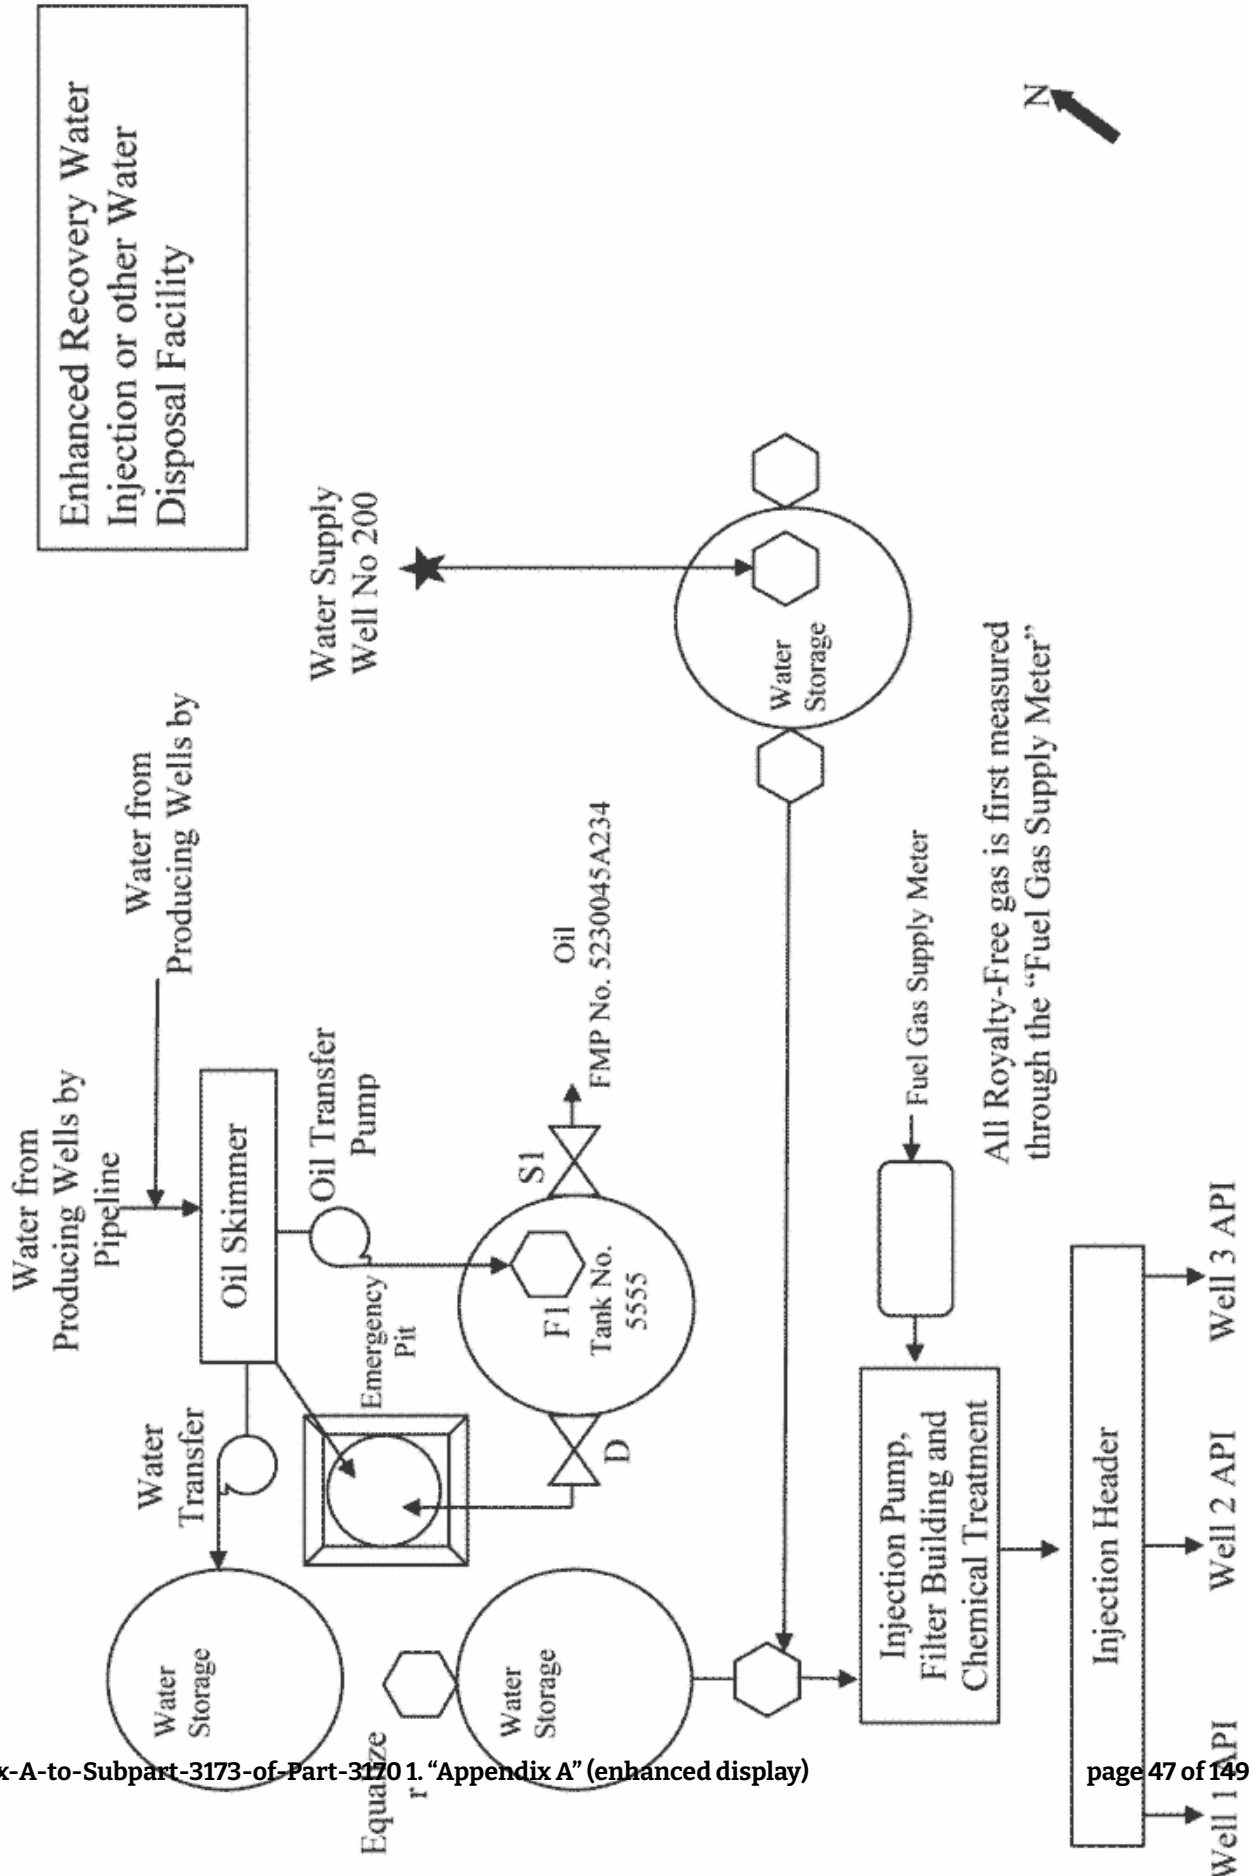 Enhanced Recovery Water
Injection or other Water
Disposal Facility
N
Water from
Producing Wells by
Pipeline
Water from
Producing Wells by
Oil Skimmer
Water
Transfer
Oil Transfer
Pump
Emergency
Pit
Water Supply
Well No 200
Water
Storage
Equalize
r
Water
Storage
D
F1
Tank No.
5555
S1
Oil
FMP No. 5230045A234
Water
Storage
Injection Pump,
Filter Building and
Chemical Treatment
Fuel Gas Supply Meter
All Royalty-Free gas is first measured
through the “Fuel Gas Supply Meter”
Injection Header
Well 1 API
Well 2 API
Well 3 API
x-A-to-Subpart-3173-of-Part-3170 1. “Appendix A” (enhanced display)
page 47 of 149